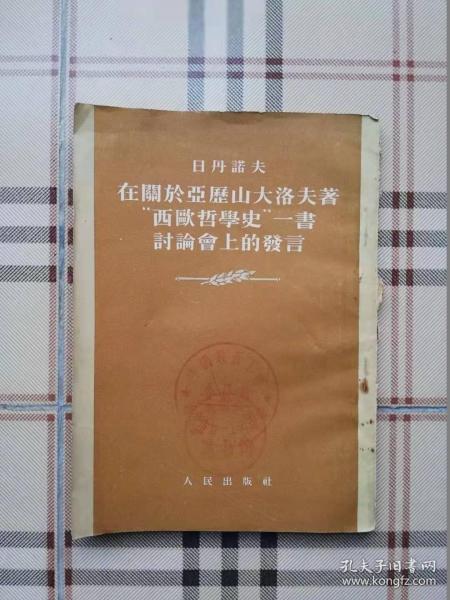 日丹諾夫
在關於亞歷山大洛夫著
“西歐哲學史”一書
討論會上的發言
人民出版社
孔夫子旧书网
www.kongfz.com